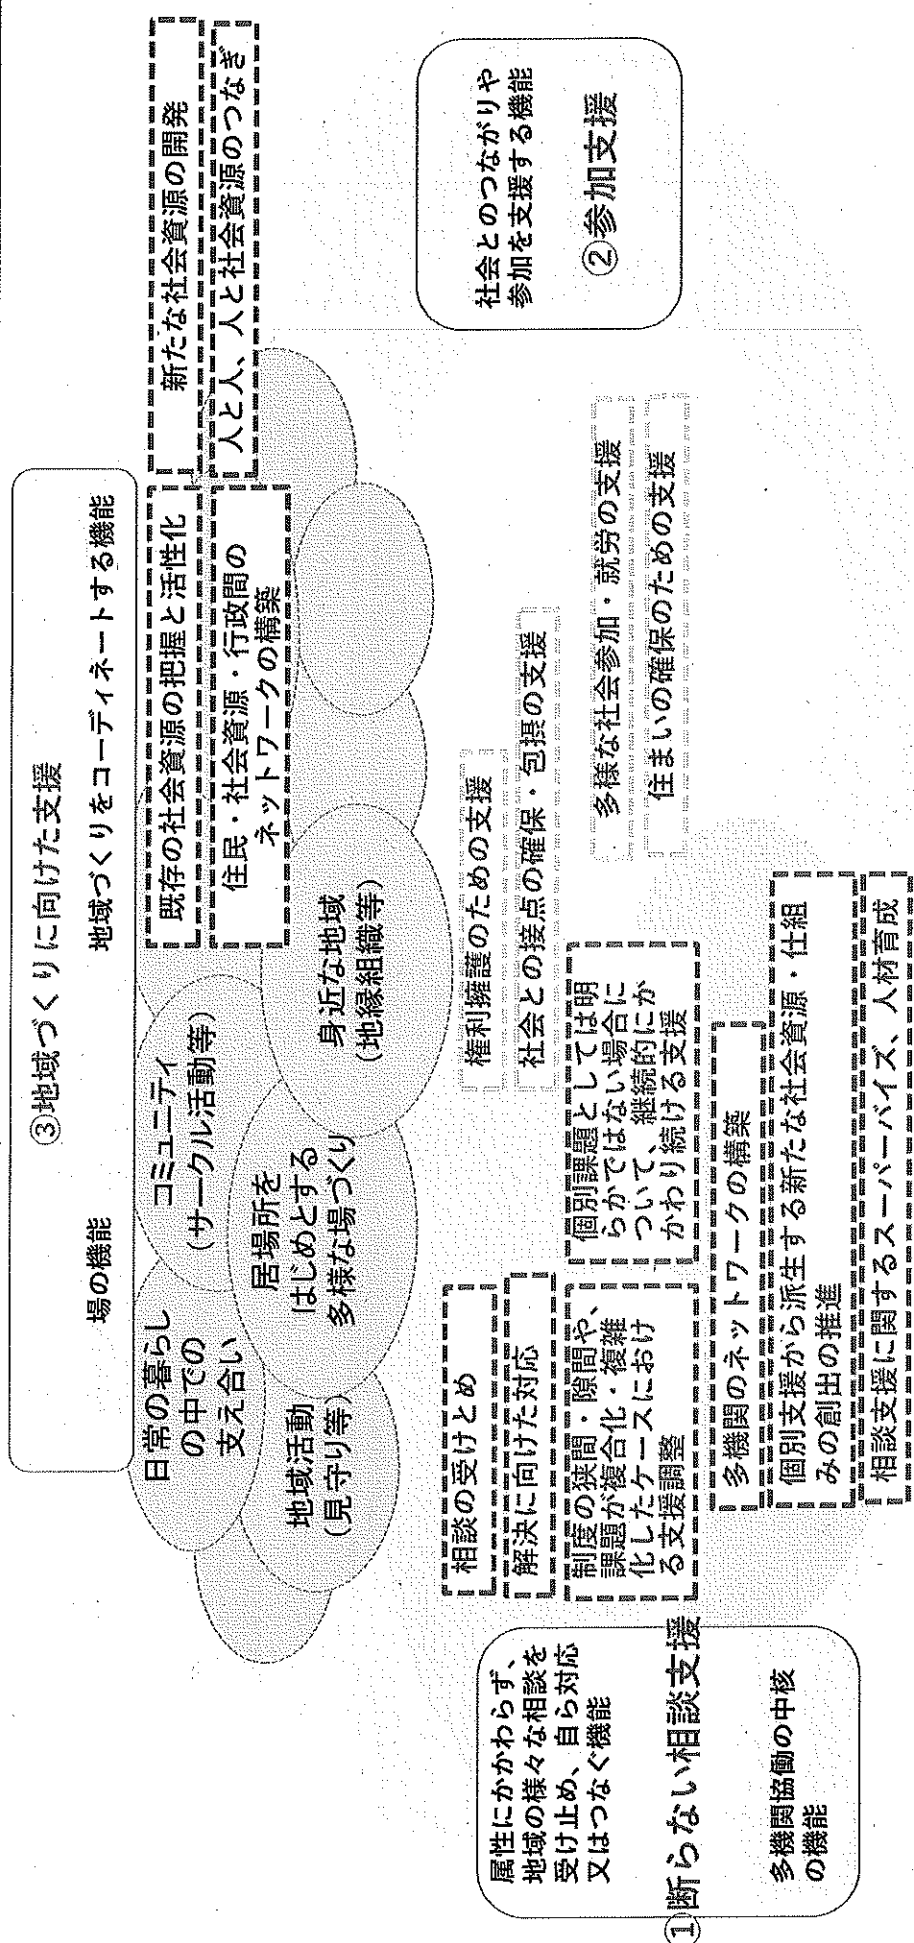 ③地域づくりに向けた支援
場の機能
地域づくりをコーディネートする機能
日常の暮らし
の中での
支え合い
コミュニティ
(サークル活動等)
地域活動
(見守り等)
居場所を
はじめとする
多様な場づくり
身近な地域
(地縁組織等)
既存の社会資源の把握と活性化
新たな社会資源の開発
住民・社会資源・行政間の
ネットワークの構築
人と人、人と社会資源のつなぎ
属性にかかわらず、
地域の様々な相談を
受け止め、自ら対応
又はつなぐ機能
①断らない相談支援
多機関協働の中核
の機能
相談の受けとめ
解決に向けた対応
制度の狭間・隙間や、
課題が複合化・複雑
化したケースにおけ
る支援調整
個別課題としては明
らかではない場合に
ついて、継続的にか
かわり続ける支援
多機関のネットワークの構築
個別支援から派生する新たな社会資源・仕組
みの創出の推進
相談支援に関するスーパーバイズ、人材育成
権利擁護のための支援
社会との接点の確保・包摂の支援
多様な社会参加・就労の支援
住まいの確保のための支援
社会とのつながりや
参加を支援する機能
②参加支援